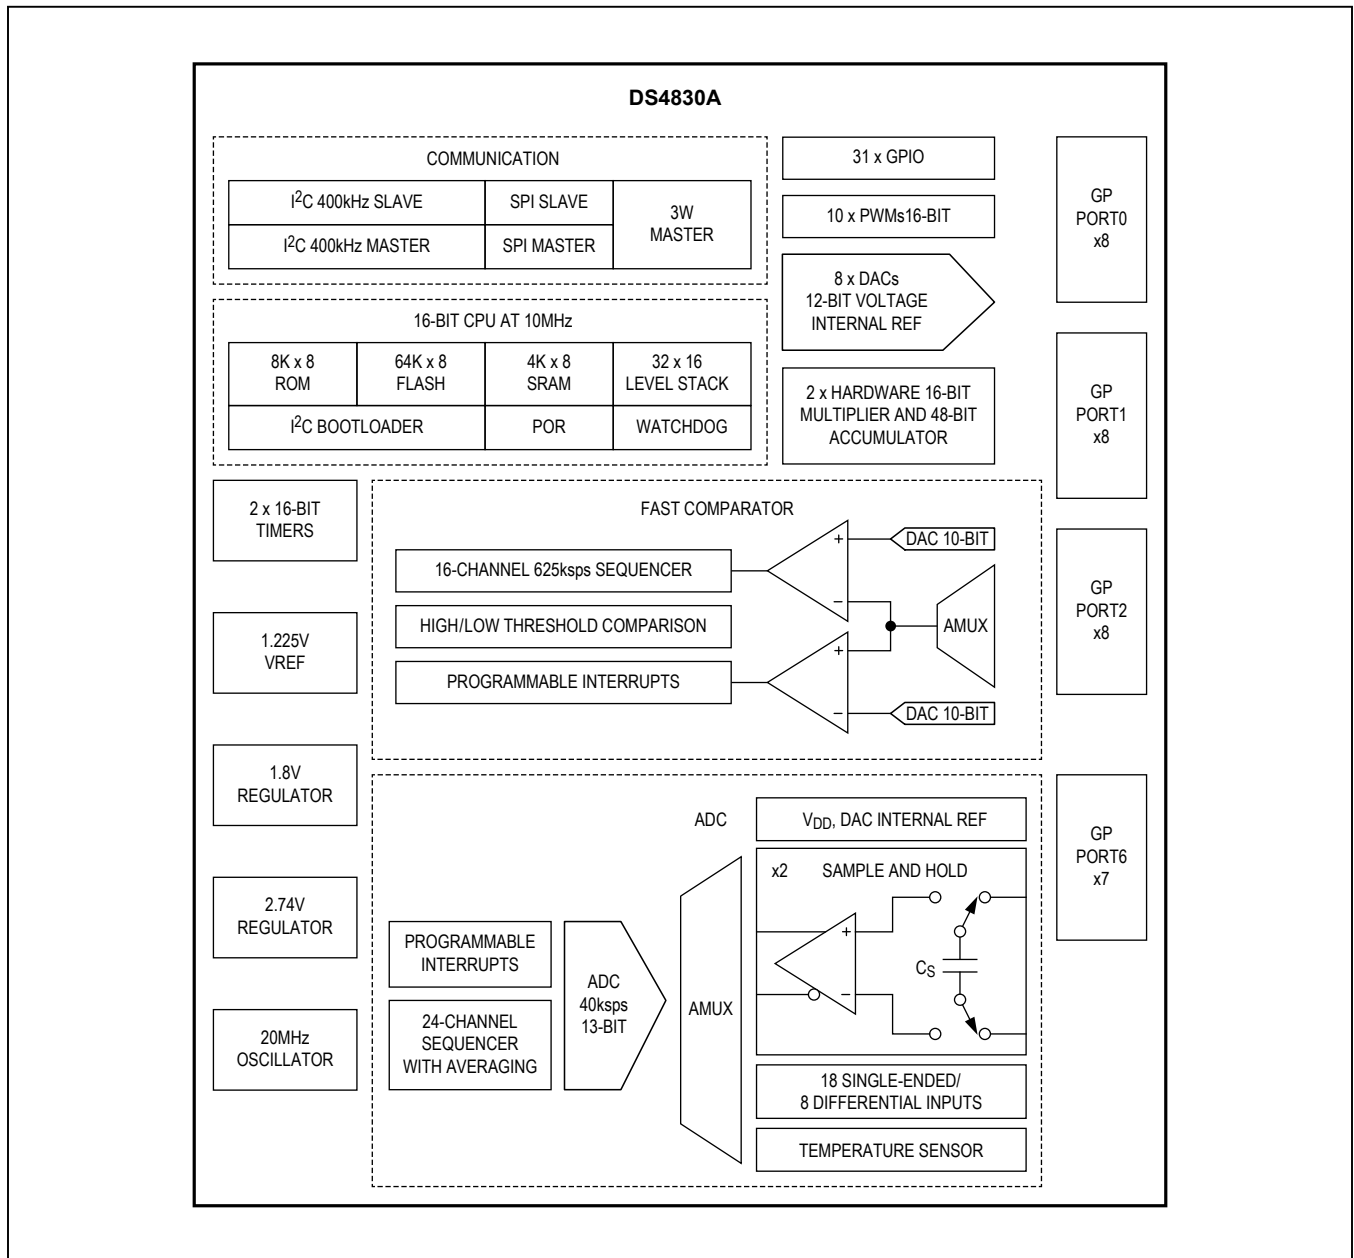 DS4830A
COMMUNICATION
I2C 400kHz SLAVE
SPI SLAVE
3W
MASTER
I2C 400kHz MASTER
SPI MASTER
16-BIT CPU AT 10MHz
8K x 8
ROM
64K x 8
FLASH
4K x 8
SRAM
32 x 16
LEVEL STACK
I2C BOOTLOADER
POR
WATCHDOG
31 x GPIO
10 x PWMs16-BIT
8 x DACs
12-BIT VOLTAGE
INTERNAL REF
2 x HARDWARE 16-BIT
MULTIPLIER AND 48-BIT
ACCUMULATOR
GP
PORT0
x8
GP
PORT1
x8
GP
PORT2
x8
GP
PORT6
x7
2 x 16-BIT
TIMERS
1.225V
VREF
1.8V
REGULATOR
2.74V
REGULATOR
20MHz
OSCILLATOR
FAST COMPARATOR
16-CHANNEL 625ksps SEQUENCER
HIGH/LOW THRESHOLD COMPARISON
PROGRAMMABLE INTERRUPTS
+
−
+
−
DAC 10-BIT
AMUX
DAC 10-BIT
ADC
VDD, DAC INTERNAL REF
x2 SAMPLE AND HOLD
+
−
CS
PROGRAMMABLE
INTERRUPTS
24-CHANNEL
SEQUENCER
WITH AVERAGING
ADC
40ksps
13-BIT
AMUX
18 SINGLE-ENDED/
8 DIFFERENTIAL INPUTS
TEMPERATURE SENSOR